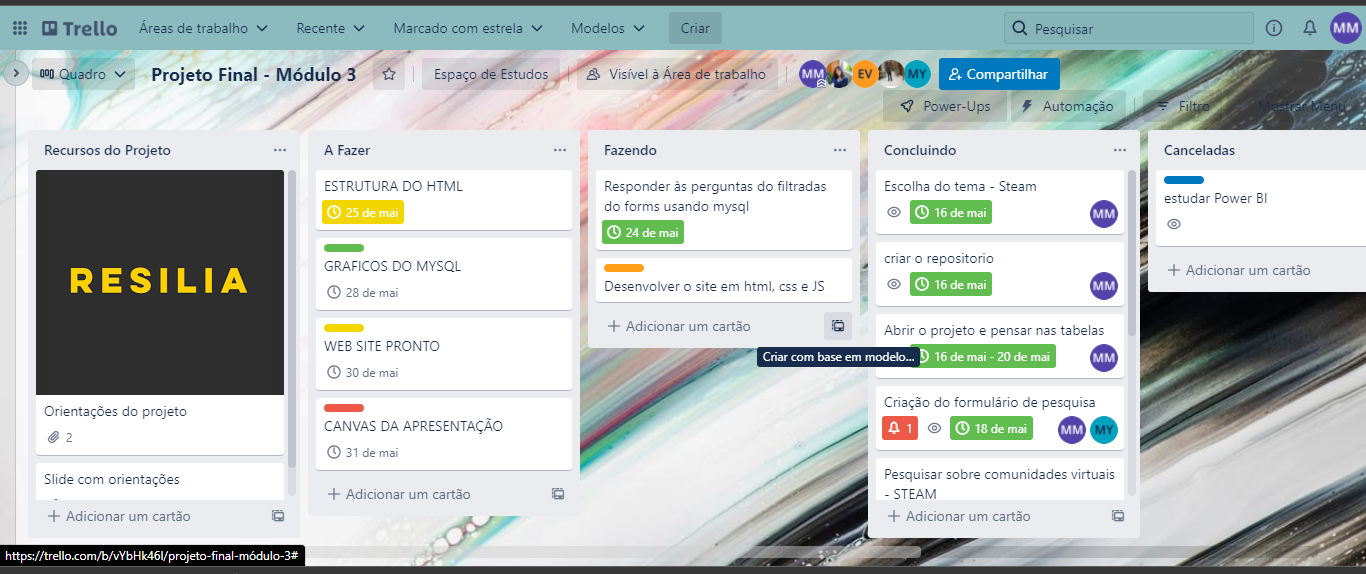 Trello
Áreas de trabalho
Recente
Marcado com estrela
Modelos
Criar
Pesquisar
MM
Quadro
Projeto Final - Módulo 3
Espaço de Estudos
Visível à Área de trabalho
MM
EV
MY
Compartilhar
Power-Ups
Automação
Filtro
Mostrar Menu
Recursos do Projeto
RESILIA
Orientações do projeto
2
Slide com orientações
Adicionar um cartão
A Fazer
ESTRUTURA DO HTML
25 de mai
GRAFICOS DO MYSQL
28 de mai
WEB SITE PRONTO
30 de mai
CANVAS DA APRESENTAÇÃO
31 de mai
Adicionar um cartão
Fazendo
Responder às perguntas do filtradas
do forms usando mysql
24 de mai
Desenvolver o site em html, css e JS
Adicionar um cartão
Criar com base em modelo...
Concluindo
Escolha do tema - Steam
16 de mai
MM
criar o repositorio
16 de mai
MM
Abrir o projeto e pensar nas tabelas
16 de mai - 20 de mai
MM
Criação do formulário de pesquisa
1
18 de mai
MM
MY
Pesquisar sobre comunidades virtuais
- STEAM
Adicionar um cartão
Canceladas
estudar Power BI
Adicionar um cartão
https://trello.com/b/vYbHk46l/projeto-final-módulo-3#